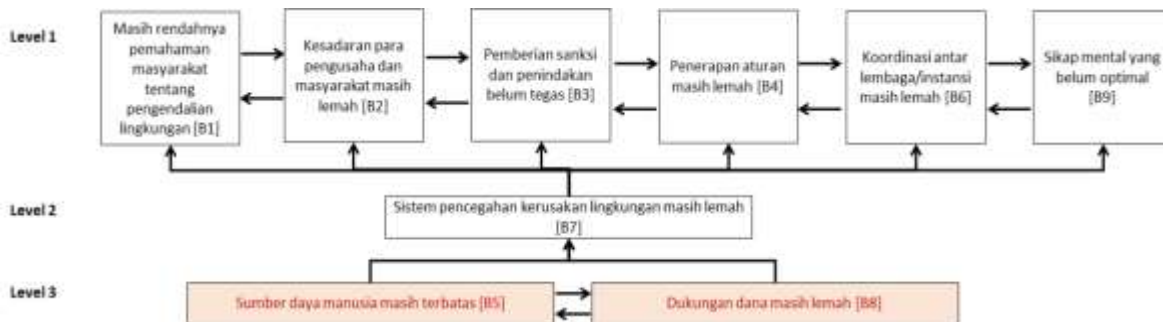 Level 1
Masih rendahnya
pemahaman
masyarakat
tentang
pengendalian
lingkungan [B1]
Kesadaran para
pengusaha dan
masyarakat masih
lemah [B2]
Pemberian sanksi
dan penindakan
belum tegas [B3]
Penerapan aturan
masih lemah [B4]
Koordinasi antar
lembaga/instansi
masih lemah [B6]
Sikap mental yang
belum optimal
[B9]
Level 2
Sistem pencegahan kerusakan lingkungan masih lemah
[B7]
Level 3
Sumber daya manusia masih terbatas [B5]
Dukungan dana masih lemah [B8]